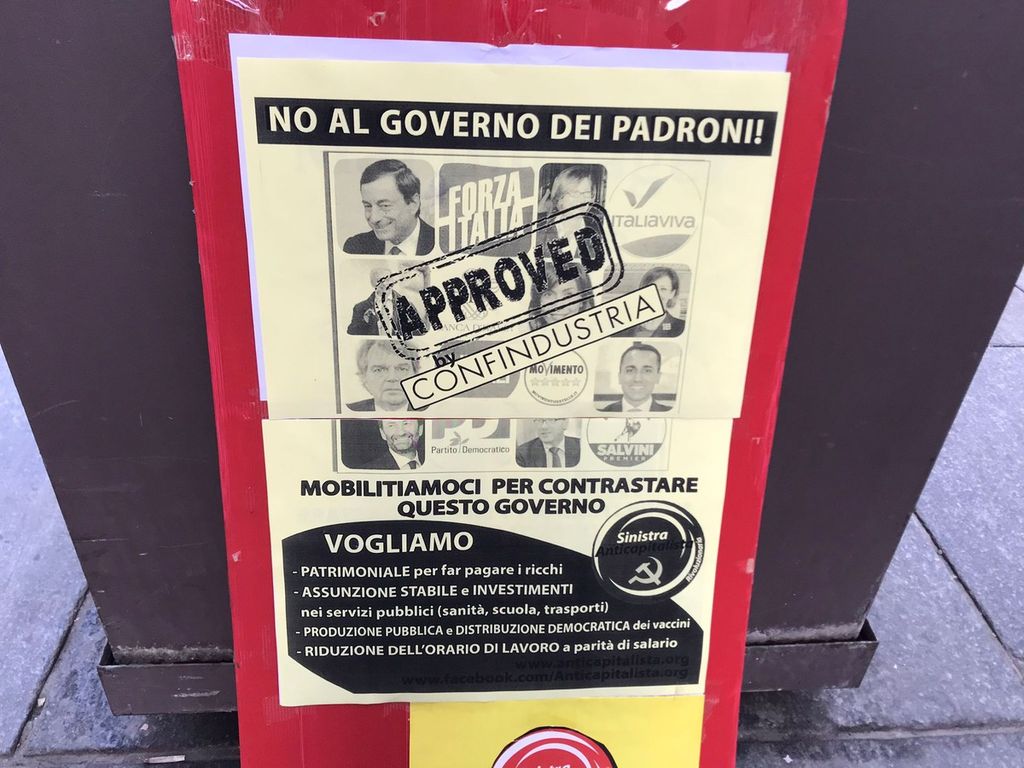 NO AL GOVERNO DEI PADRONI!
FORZA
ITALIA
ITALIAVIVA
APPROVED
by
CONFINDUSTRIA
MOVIMENTO
Partito Democratico
SALVINI
PREMIER
MOBILITIAMOCI PER CONTRASTARE
QUESTO GOVERNO
VOGLIAMO
Sinistra
Anticapitalista
Rivoluzionario
- PATRIMONIALE per far pagare i ricchi
- ASSUNZIONE STABILE e INVESTIMENTI
nei servizi pubblici (sanità, scuola, trasporti)
- PRODUZIONE PUBBLICA e DISTRIBUZIONE DEMOCRATICA dei vaccini
- RIDUZIONE DELL'ORARIO DI LAVORO a parità di salario
www.anticapitalista.org
www.facebook.com/Anticapitalista.org